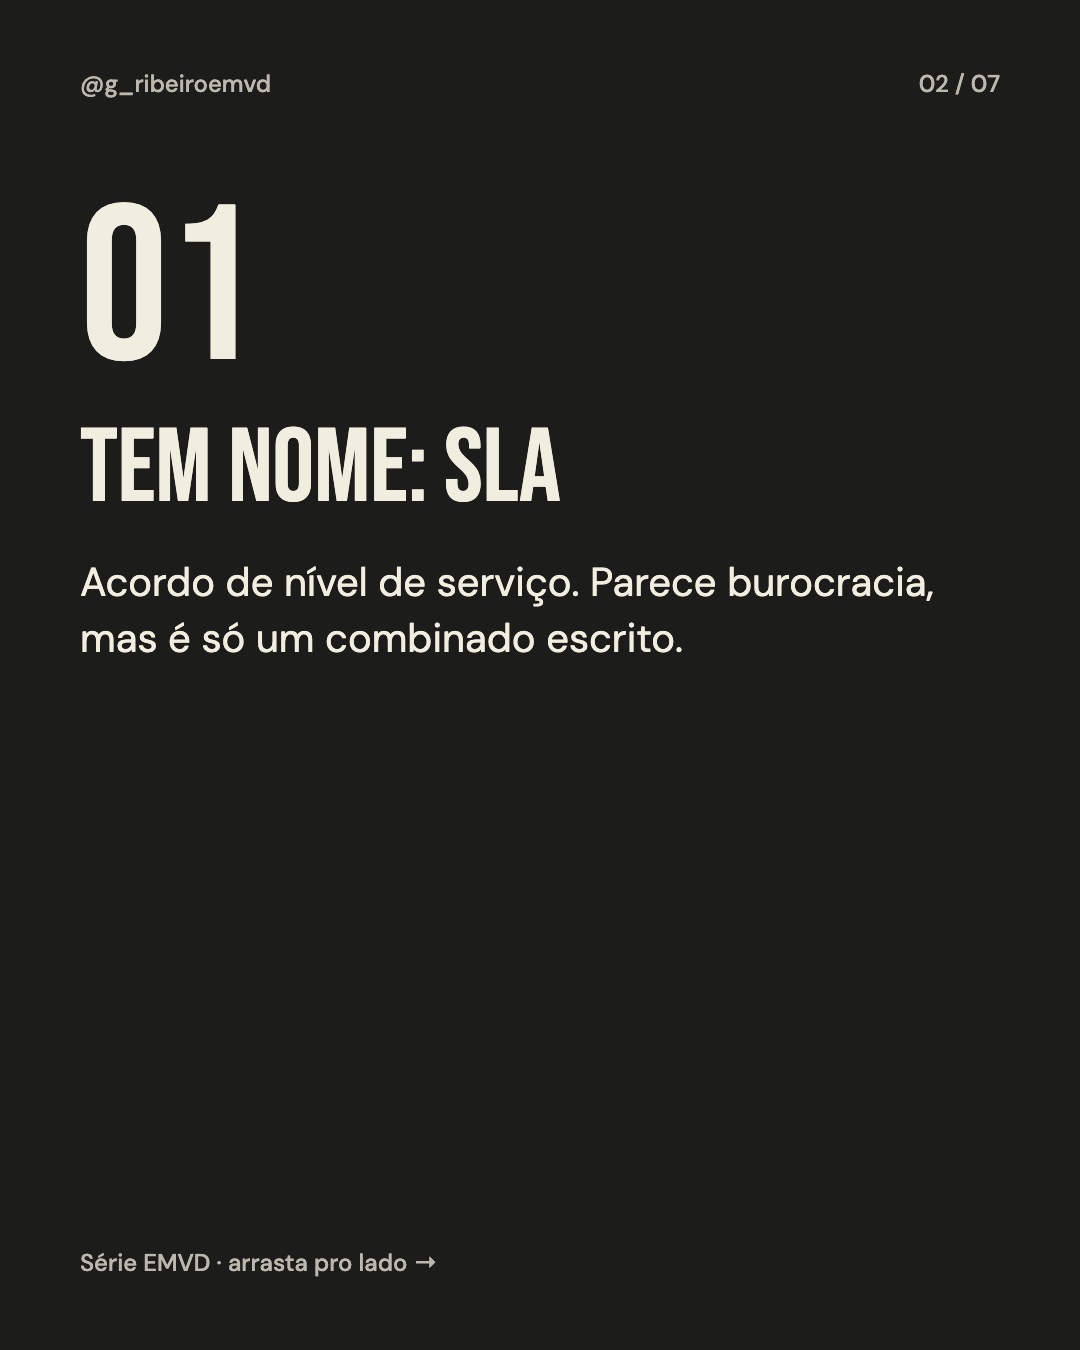 @g_ribeiroemvd
02 / 07
01
TEM NOME: SLA
Acordo de nível de serviço. Parece burocracia,
mas é só um combinado escrito.
Série EMVD · arrasta pro lado →